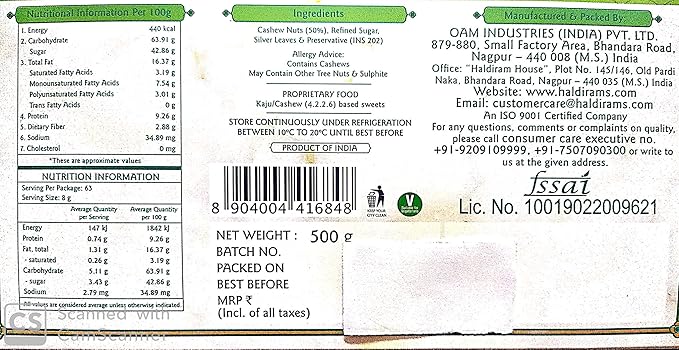 Nutritional Information Per 100g
1. Energy 440 kcal
2. Carbohydrate 63.91 g
Sugar 42.86 g
3. Total Fat 16.37 g
Saturated Fatty Acids 3.19 g
Monounsaturated Fatty Acids 7.54 g
Polyunsaturated Fatty Acids 3.01 g
Trans Fatty Acids 0 g
4. Protein 9.26 g
5. Dietary Fiber 2.88 g
6. Sodium 34.89 mg
7. Cholesterol 0 mg
*These are approximate values
NUTRITION INFORMATION
Serving Per Package: 63
Serving Size: 8 g
Average Quantity per Serving
Average Quantity per 100 g
Energy 147 kJ 1842 kJ
Protein 0.74 g 9.26 g
Fat, total 1.31 g 16.37 g
- saturated 0.26 g 3.19 g
Carbohydrate 5.11 g 63.91 g
- Sugar 3.43 g 42.86 g
Sodium 2.79 mg 34.89 mg
All values are considered average unless otherwise indicated.
CS Scanned with
CamScanner
Ingredients
Cashew Nuts (50%), Refined Sugar,
Silver Leaves & Preservative (INS 202)
Allergy Advice:
Contains Cashews
May Contain Other Tree Nuts & Sulphite
PROPRIETARY FOOD
Kaju/Cashew (4.2.2.6) based sweets
STORE CONTINUOUSLY UNDER REFRIGERATION
BETWEEN 10°C TO 20°C UNTIL BEST BEFORE
PRODUCT OF INDIA
8 904004 416848
KEEP YOUR
CITY CLEAN
V
NET WEIGHT : 500 g
BATCH NO.
PACKED ON
BEST BEFORE
MRP ₹
(Incl. of all taxes)
Manufactured & Packed By:
OAM INDUSTRIES (INDIA) PVT. LTD.
879-880, Small Factory Area, Bhandara Road,
Nagpur – 440 008 (M.S.) India
Office: "Haldiram House", Plot No. 145/146, Old Pardi
Naka, Bhandara Road, Nagpur – 440 035 (M.S.) India
Website: www.haldirams.com
Email: customercare@haldirams.com
An ISO 9001 Certified Company
For any questions, comments or complaints on quality,
please call consumer care executive no.
+91-9209109999, +91-7507090300 or write to
us at the given address.
fssai
Lic. No. 10019022009621